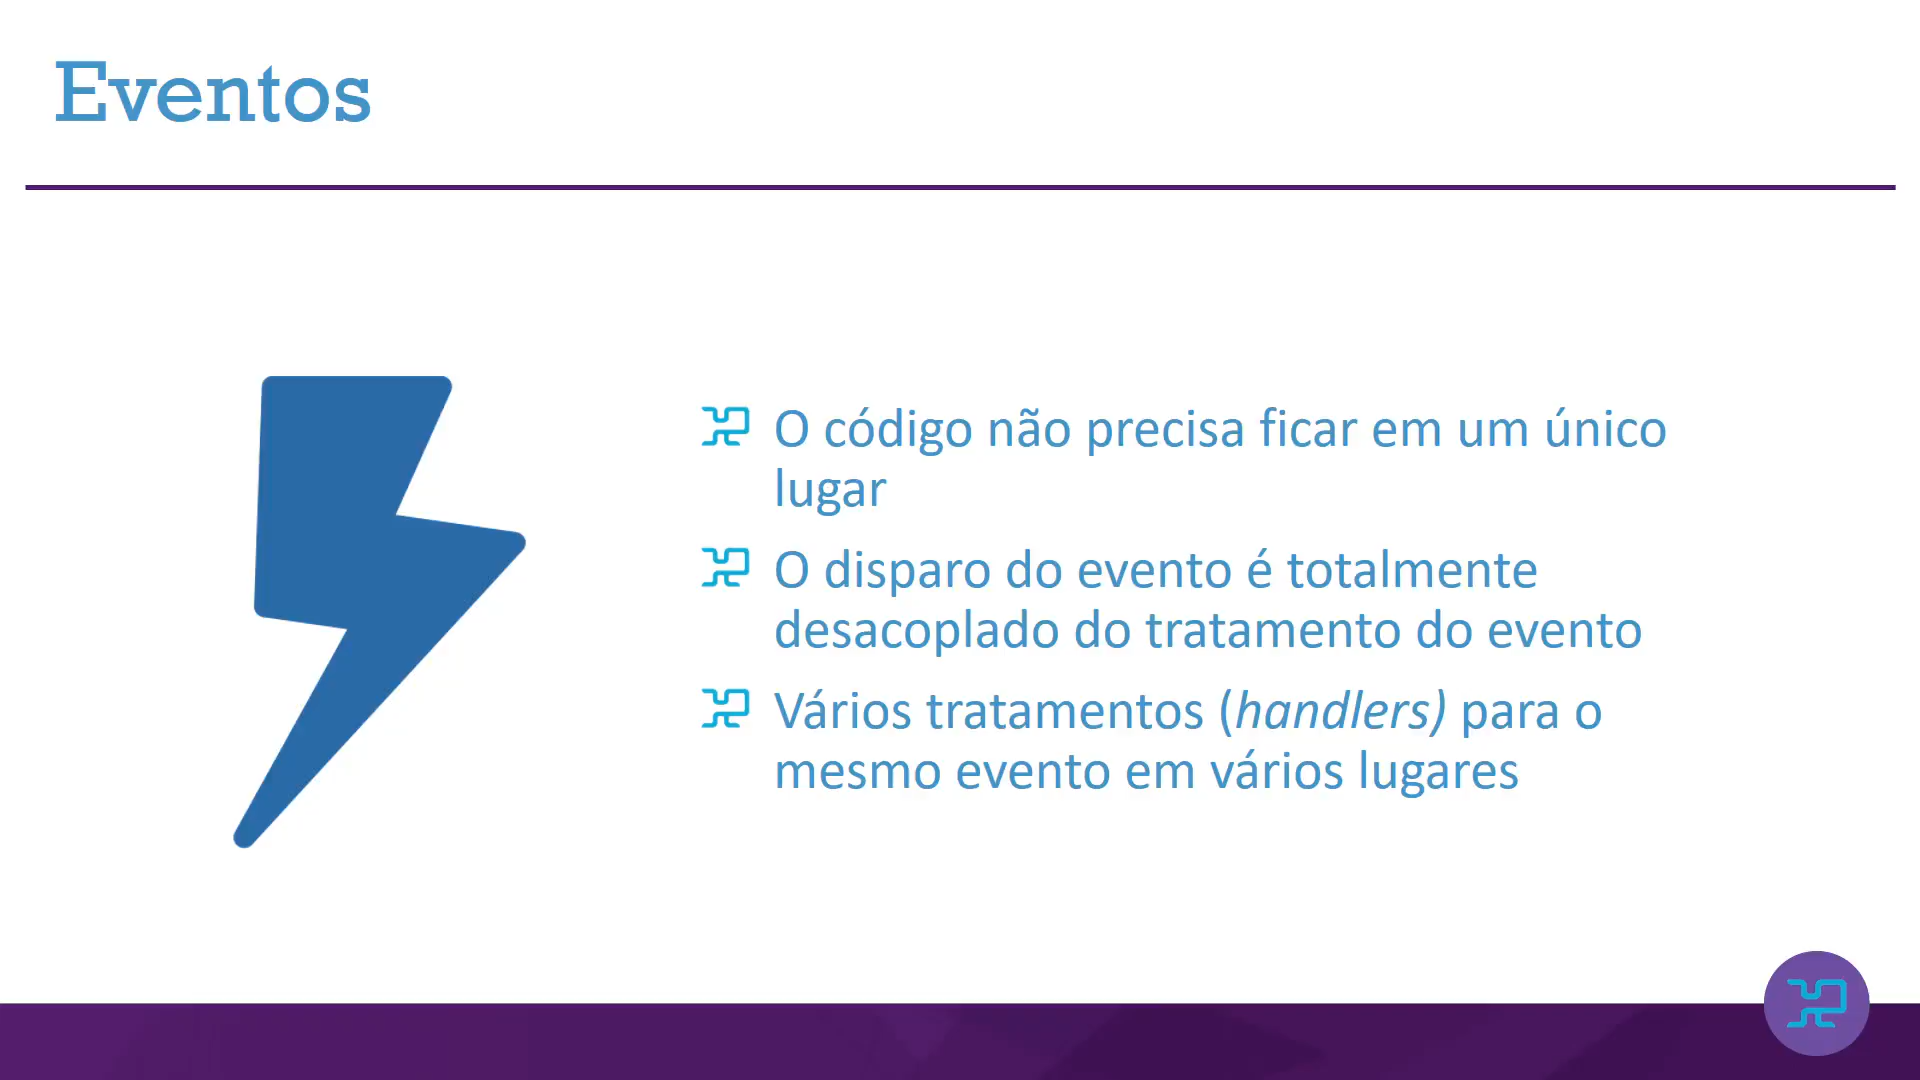 Eventos
O código não precisa ficar em um único
lugar
O disparo do evento é totalmente
desacoplado do tratamento do evento
Vários tratamentos (handlers) para o
mesmo evento em vários lugares